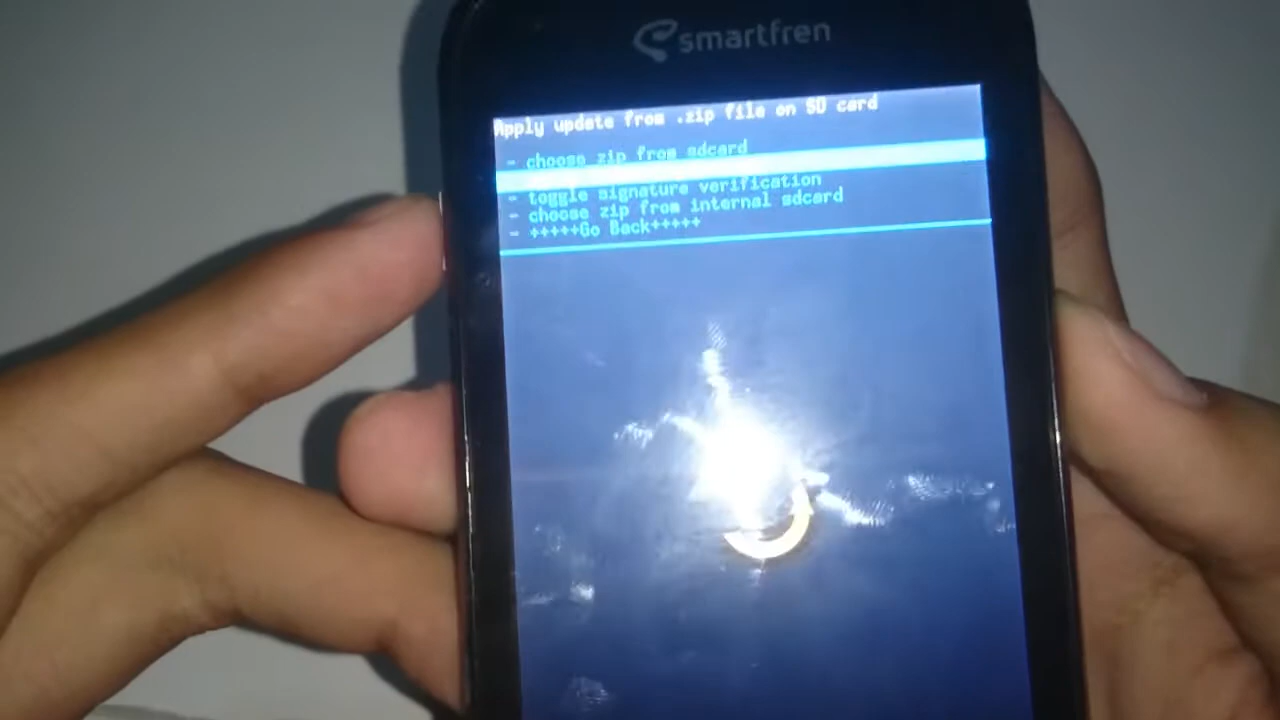 smartfren
Apply update from .zip file on SD card
- choose zip from sdcard
- toggle signature verification
- choose zip from internal sdcard
- +++++Go Back+++++